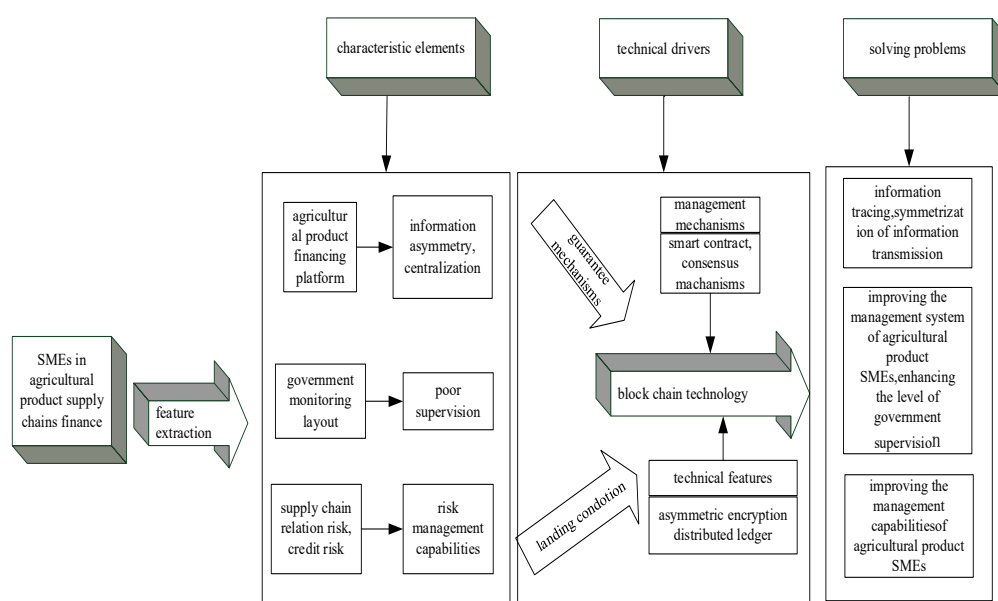 characteristic elements
technical drivers
solving problems
SMEs in
agricultural
product supply
chains finance
feature
extraction
agricultur
al product
financing
platform
information
asymmetry,
centralization
government
monitoring
layout
poor
supervision
supply chain
relation risk,
credit risk
risk
management
capabilities
guarantee
mechanisms
management
mechanisms
smart contract,
consensus
machanisms
block chain technology
landing condotion
technical features
asymmetric encryption
distributed ledger
information
tracing,symmetrizat
ion of information
transmission
improving the
management system
of agricultural
product
SMEs,enhancing
the level of
government
supervision
improving the
management
capabilitiesof
agricultural product
SMEs